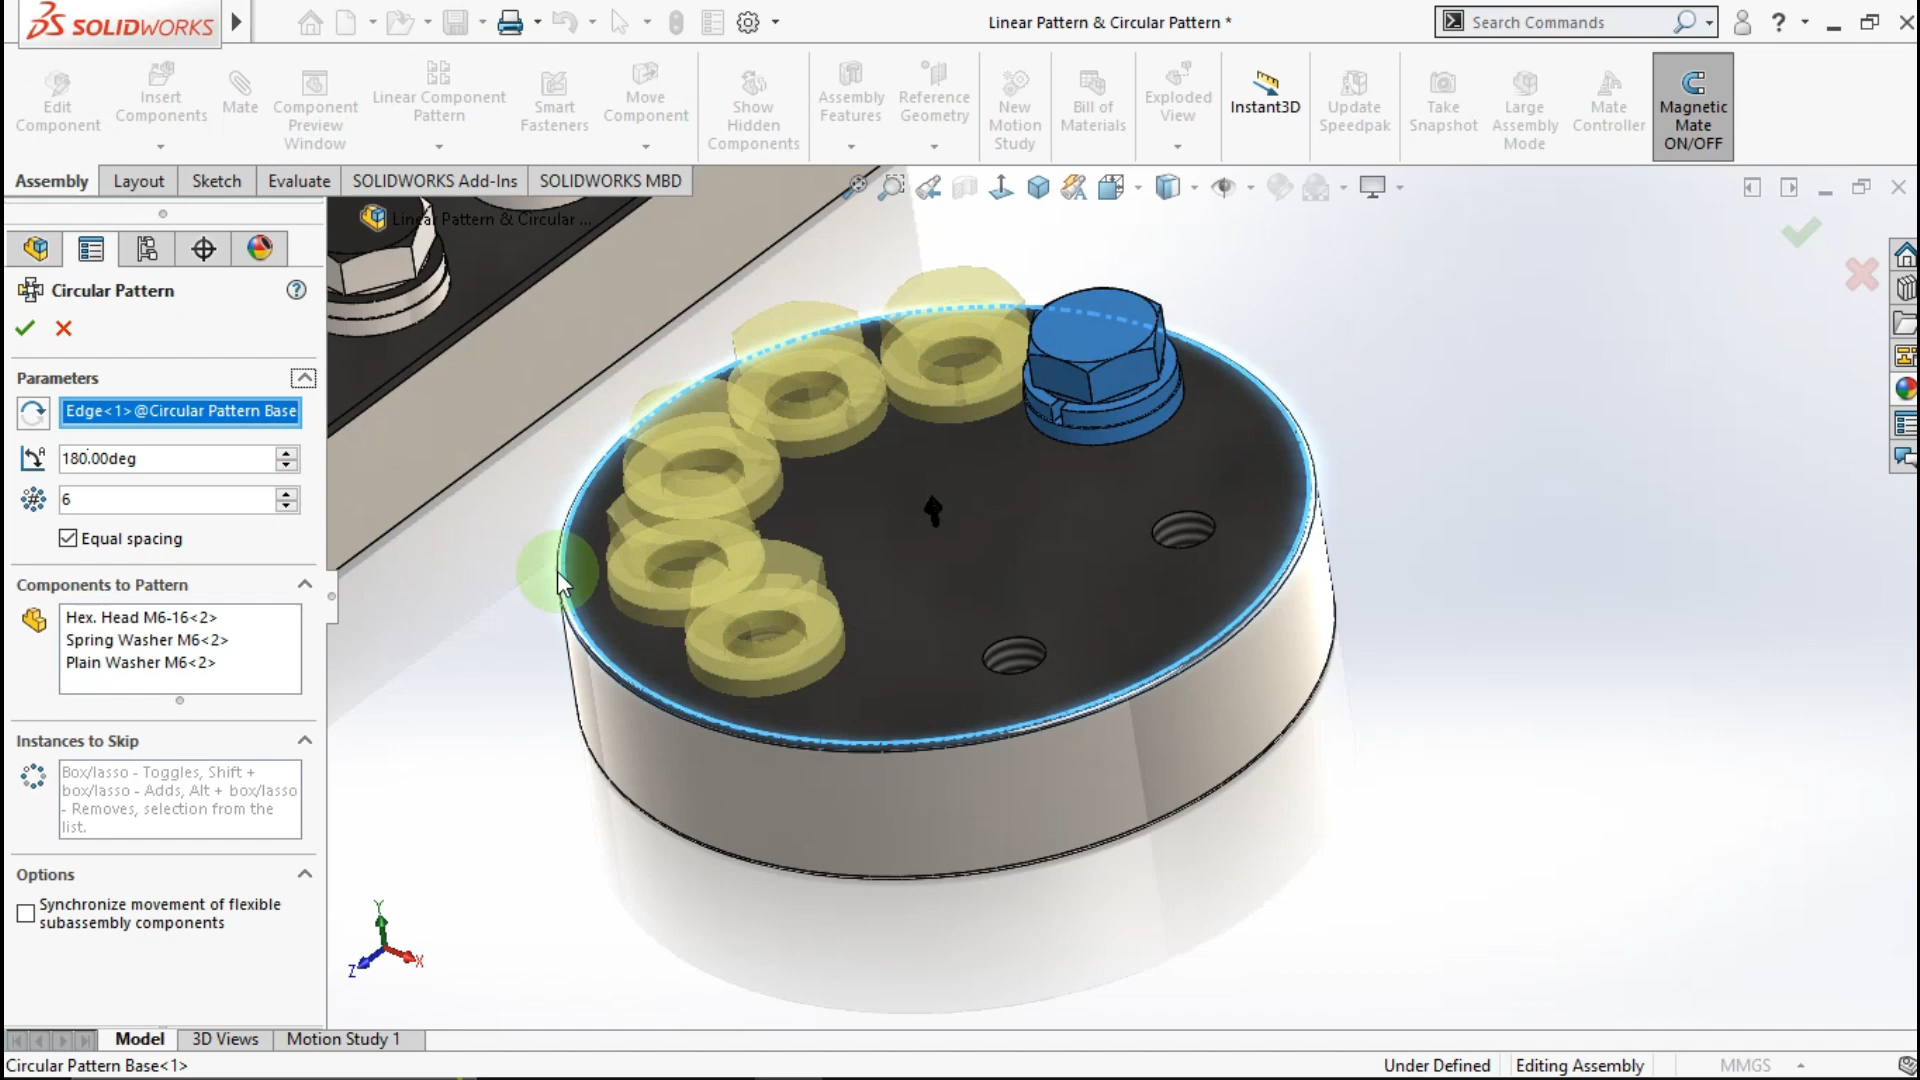 SOLIDWORKS
Linear Pattern & Circular Pattern *
Search Commands
?
Edit
Component
Insert
Components
Mate
Component
Preview
Window
Linear Component
Pattern
Smart
Fasteners
Move
Component
Show
Hidden
Components
Assembly
Features
Reference
Geometry
New
Motion
Study
Bill of
Materials
Exploded
View
Instant3D
Update
Speedpak
Take
Snapshot
Large
Assembly
Mode
Mate
Controller
Magnetic
Mate
ON/OFF
Assembly
Layout
Sketch
Evaluate
SOLIDWORKS Add-Ins
SOLIDWORKS MBD
Linear Pattern & Circular ...
Circular Pattern
?
Parameters
Edge<1>@Circular Pattern Base
180.00deg
6
Equal spacing
Components to Pattern
Hex. Head M6-16<2>
Spring Washer M6<2>
Plain Washer M6<2>
Instances to Skip
Box/lasso - Toggles, Shift +
box/lasso - Adds, Alt + box/lasso
- Removes, selection from the
list.
Options
Synchronize movement of flexible
subassembly components
Y
Z
X
Model
3D Views
Motion Study 1
Circular Pattern Base<1>
Under Defined
Editing Assembly
MMGS